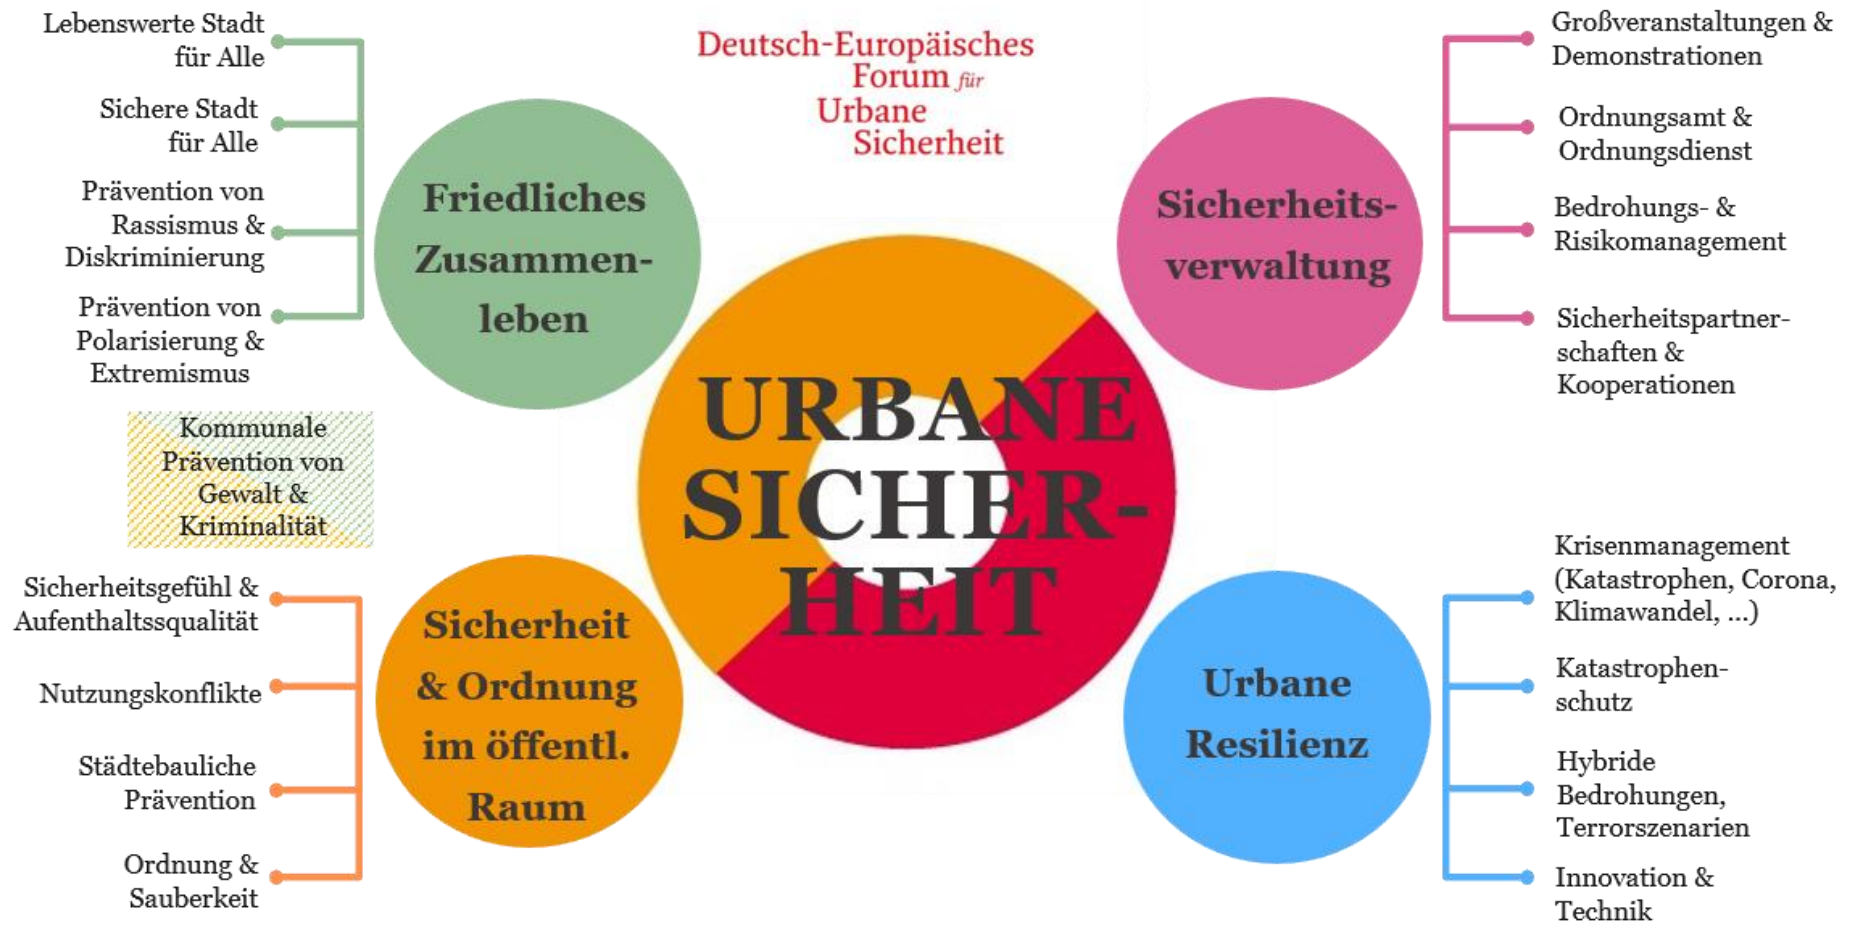 Lebenswerte Stadt
für Alle
Sichere Stadt
für Alle
Prävention von
Rassismus &
Diskriminierung
Prävention von
Polarisierung &
Extremismus
Friedliches
Zusammen-
leben
Kommunale
Prävention von
Gewalt &
Kriminalität
Sicherheitsgefühl &
Aufenthaltssqualität
Nutzungskonflikte
Städtebauliche
Prävention
Ordnung &
Sauberkeit
Sicherheit
& Ordnung
im öffentl.
Raum
Deutsch-Europäisches
Forum für
Urbane
Sicherheit
URBANE
SICHER-
HEIT
Sicherheits-
verwaltung
Großveranstaltungen &
Demonstrationen
Ordnungsamt &
Ordnungsdienst
Bedrohungs- &
Risikomanagement
Sicherheitspartner-
schaften &
Kooperationen
Urbane
Resilienz
Krisenmanagement
(Katastrophen, Corona,
Klimawandel, ...)
Katastrophen-
schutz
Hybride
Bedrohungen,
Terrorszenarien
Innovation &
Technik